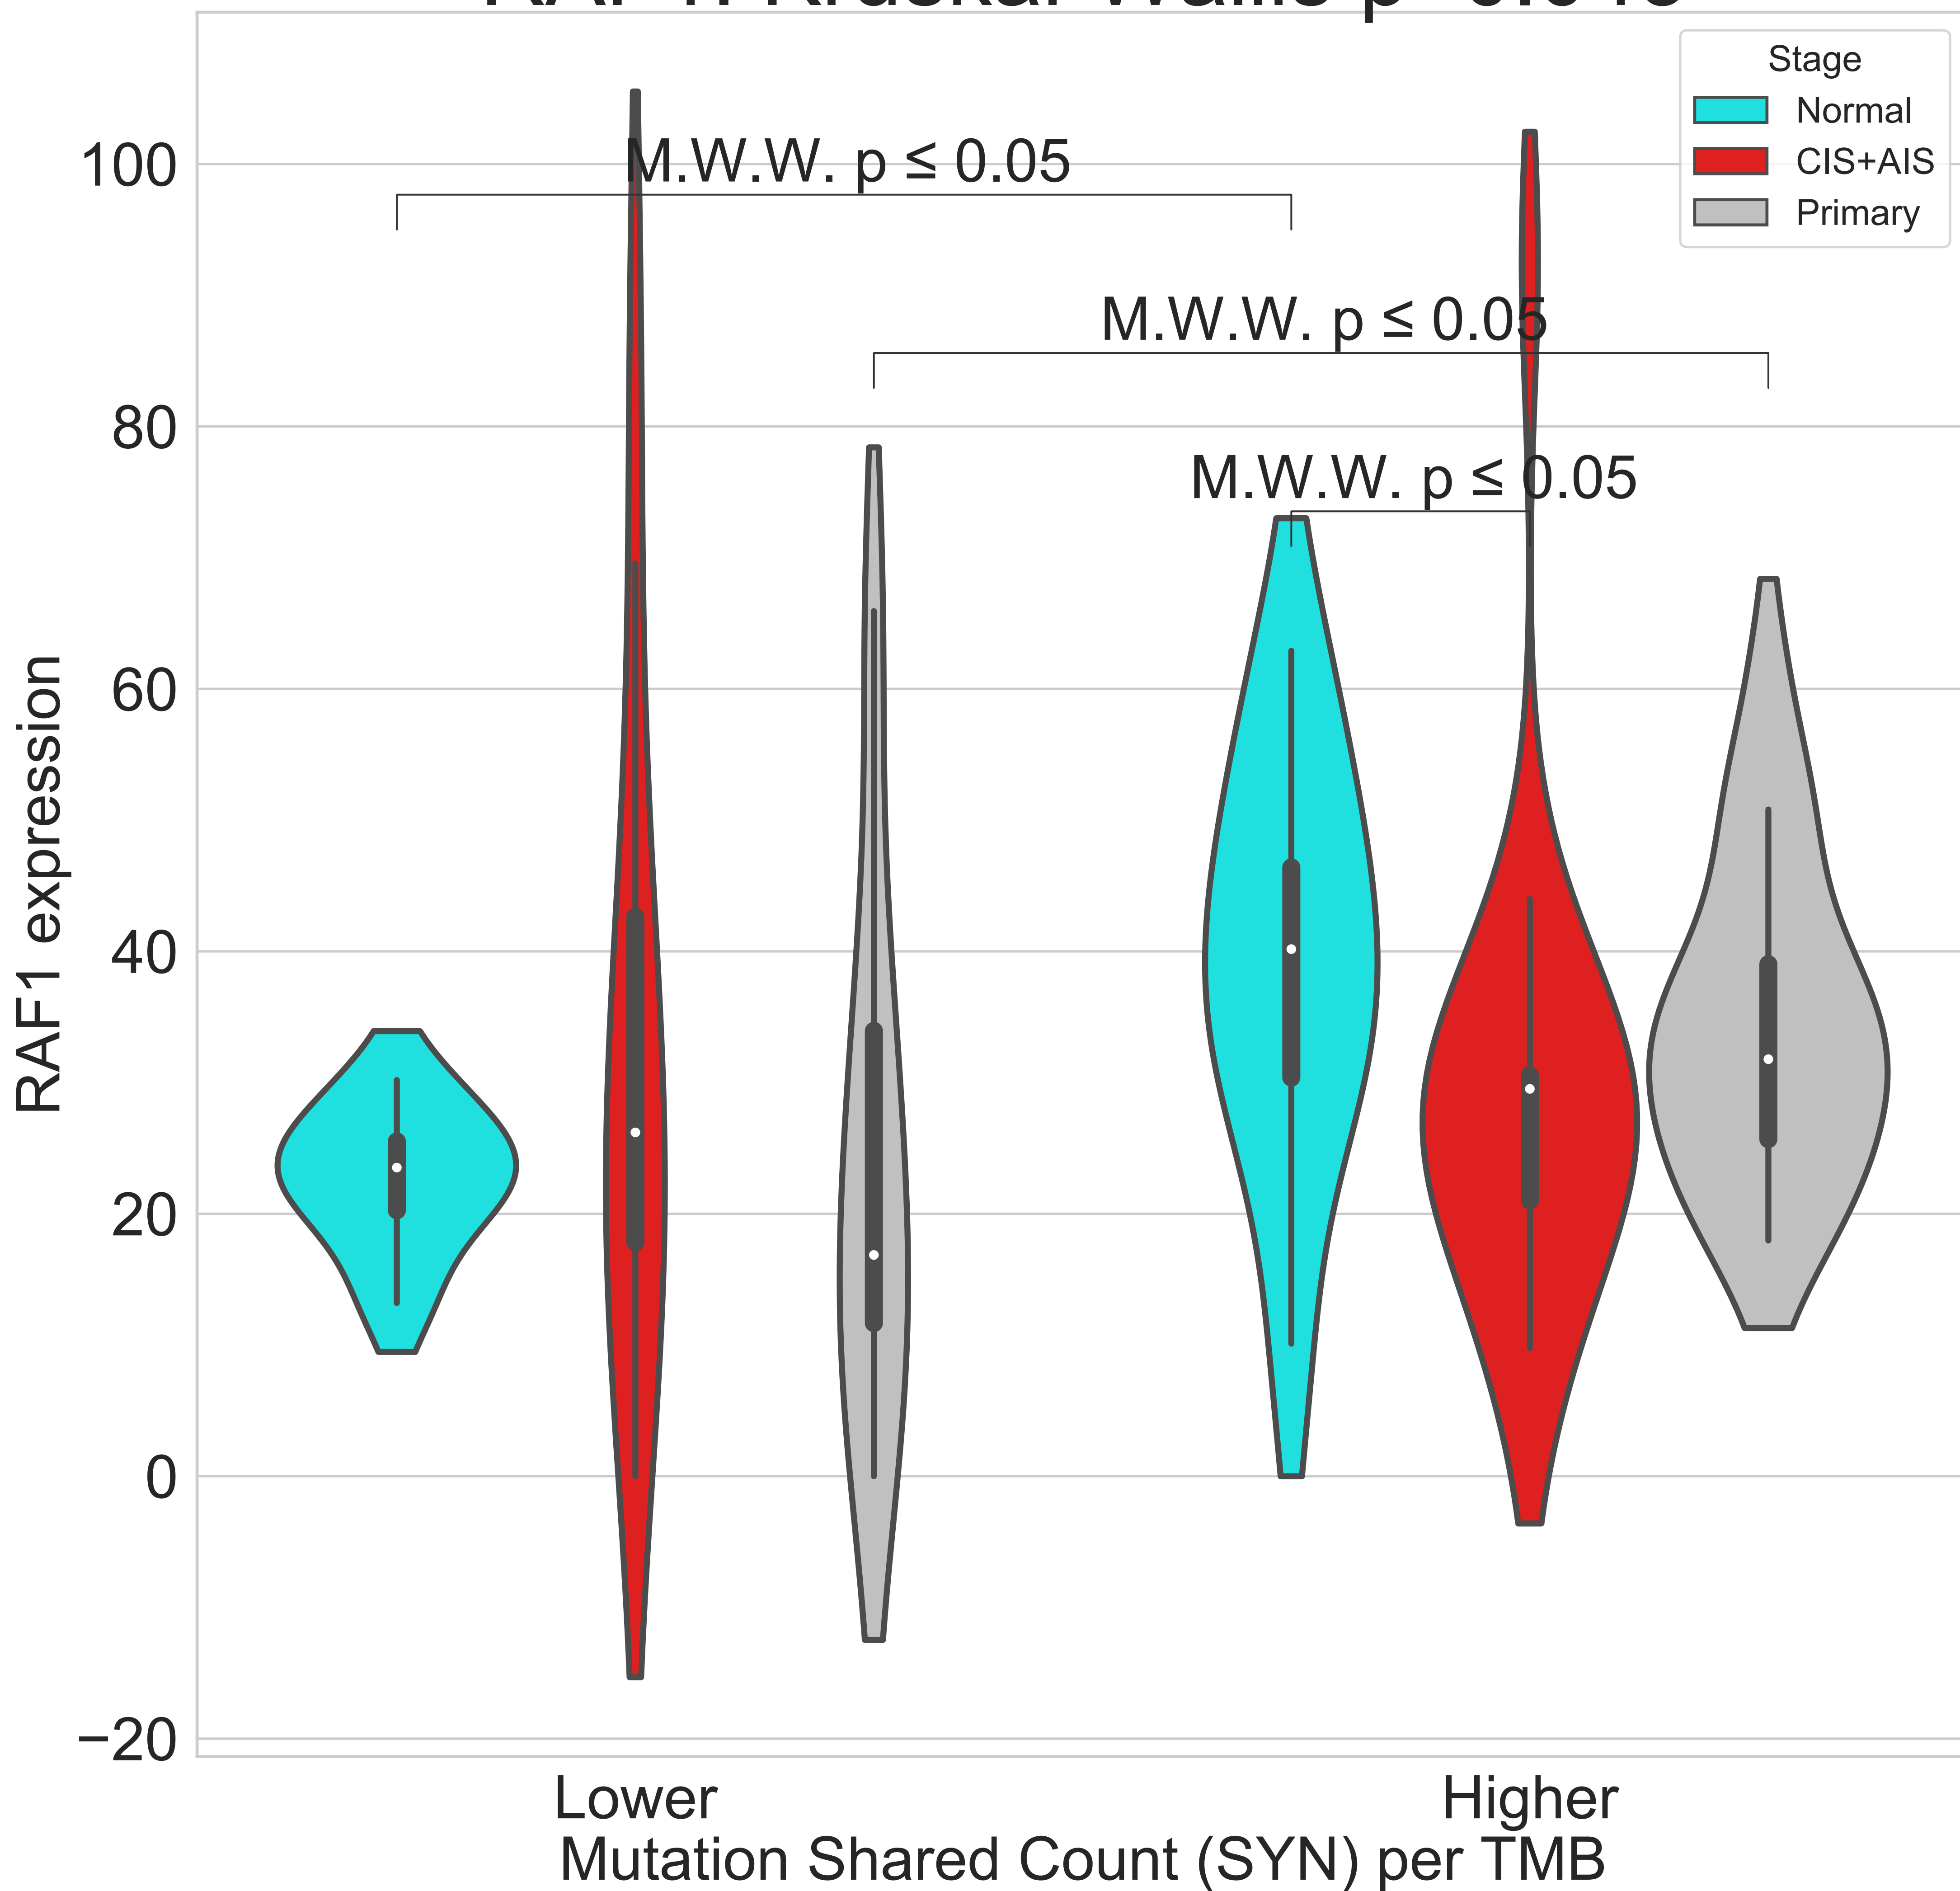 Stage
Normal
CIS+AIS
Primary
M.W.W. p ≤ 0.05
M.W.W. p ≤ 0.05
M.W.W. p ≤ 0.05
100
80
60
40
20
0
−20
RAF1 expression
Lower
Higher
Mutation Shared Count (SYN) per TMB